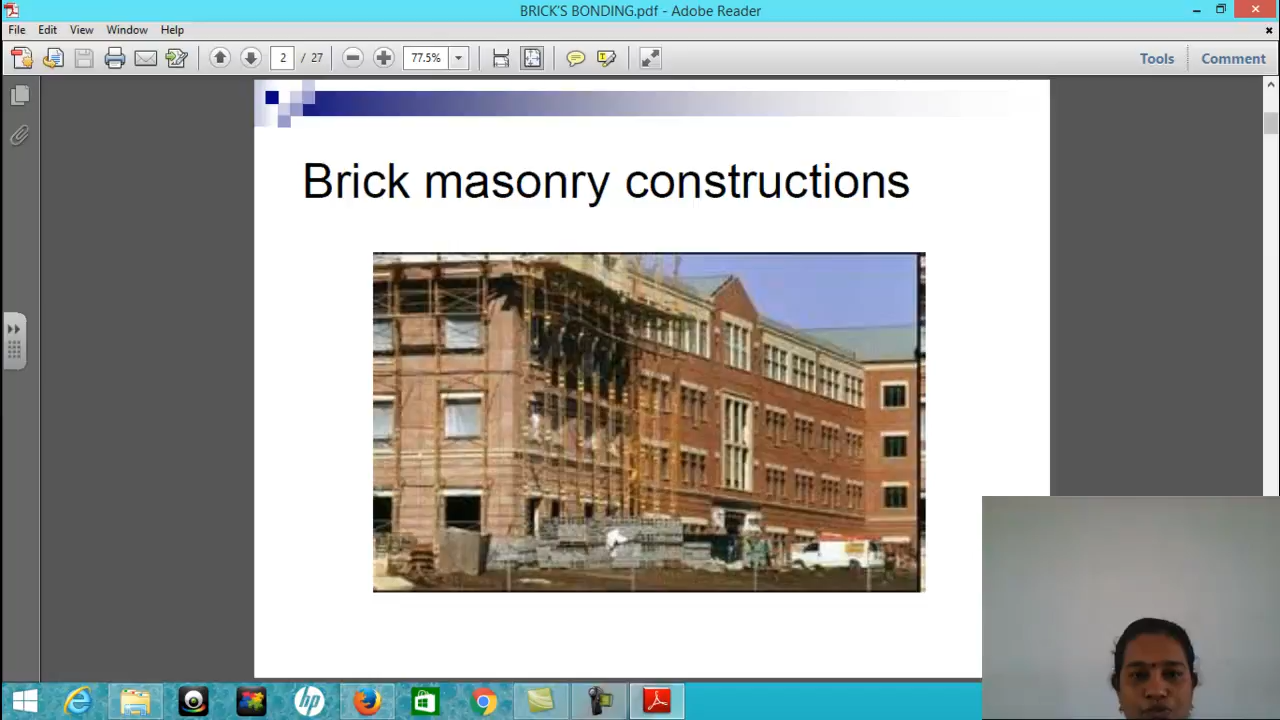 BRICK'S BONDING.pdf - Adobe Reader
File Edit View Window Help
2 / 27 77.5% Tools Comment
Brick masonry constructions
hp